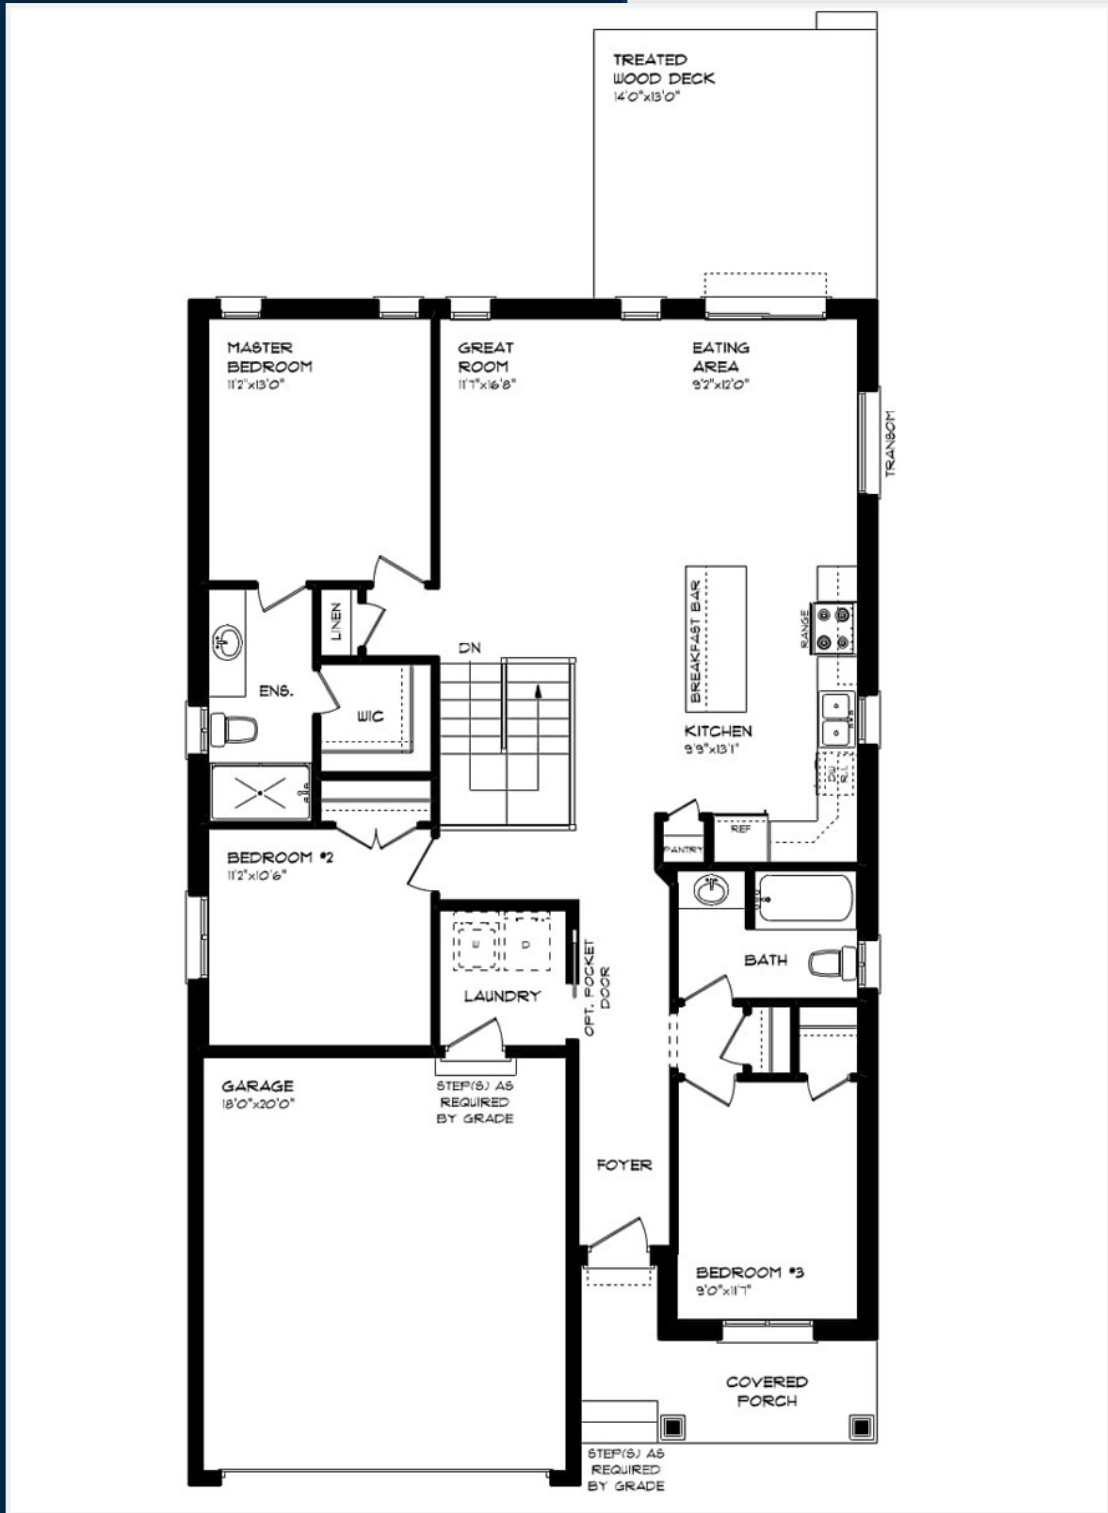 TREATED
WOOD DECK
14'0"x13'0"
MASTER
BEDROOM
11'2"x13'0"
GREAT
ROOM
11'7"x16'8"
EATING
AREA
9'2"x12'0"
TRANSOM
LINEN
DN
BREAKFAST BAR
RANGE
ENS.
WIC
KITCHEN
9'9"x13'1"
DW
R.I.
REF
PANTRY
BEDROOM #2
11'2"x10'6"
BATH
D
LAUNDRY
OPT. POCKET
DOOR
GARAGE
18'0"x20'0"
STEP(S) AS
REQUIRED
BY GRADE
FOYER
BEDROOM #3
9'0"x11'7"
COVERED
PORCH
STEP(S) AS
REQUIRED
BY GRADE